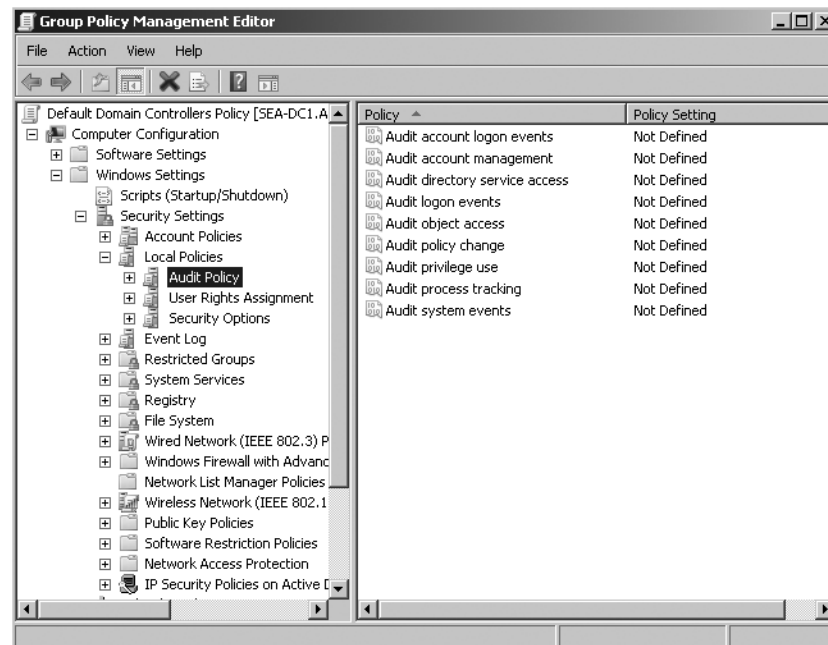 Group Policy Management Editor
File Action View Help
Default Domain Controllers Policy [SEA-DC1.A
Computer Configuration
Software Settings
Windows Settings
Scripts (Startup/Shutdown)
Security Settings
Account Policies
Local Policies
Audit Policy
User Rights Assignment
Security Options
Event Log
Restricted Groups
System Services
Registry
File System
Wired Network (IEEE 802.3) P
Windows Firewall with Advanc
Network List Manager Policies
Wireless Network (IEEE 802.1
Public Key Policies
Software Restriction Policies
Network Access Protection
IP Security Policies on Active D
Policy Policy Setting
Audit account logon events Not Defined
Audit account management Not Defined
Audit directory service access Not Defined
Audit logon events Not Defined
Audit object access Not Defined
Audit policy change Not Defined
Audit privilege use Not Defined
Audit process tracking Not Defined
Audit system events Not Defined